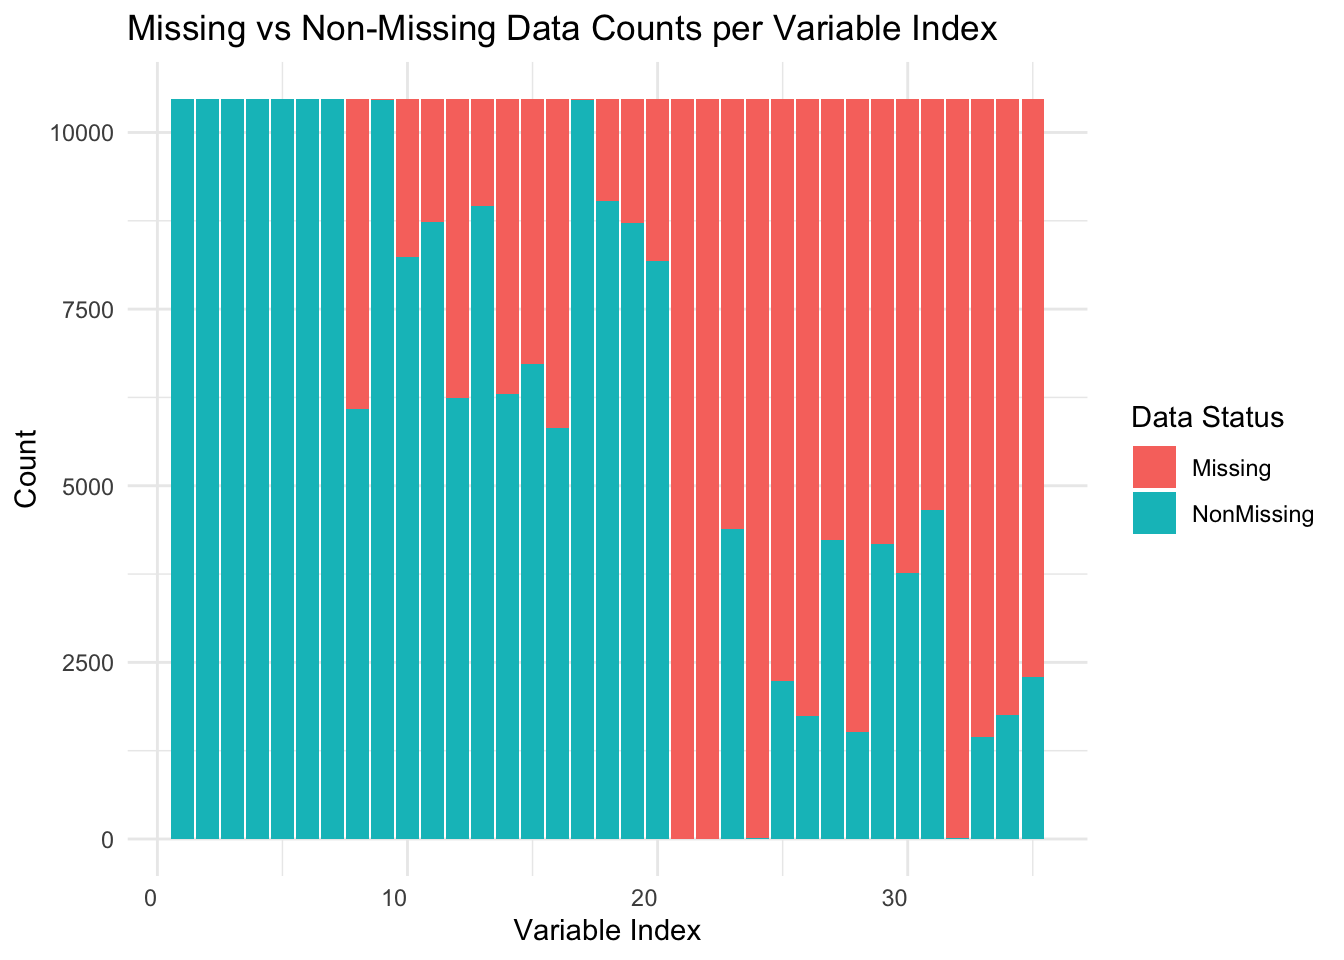 Missing vs Non-Missing Data Counts per Variable Index
Count
10000
7500
5000
2500
0
0 10 20 30
Variable Index
Data Status
Missing
NonMissing